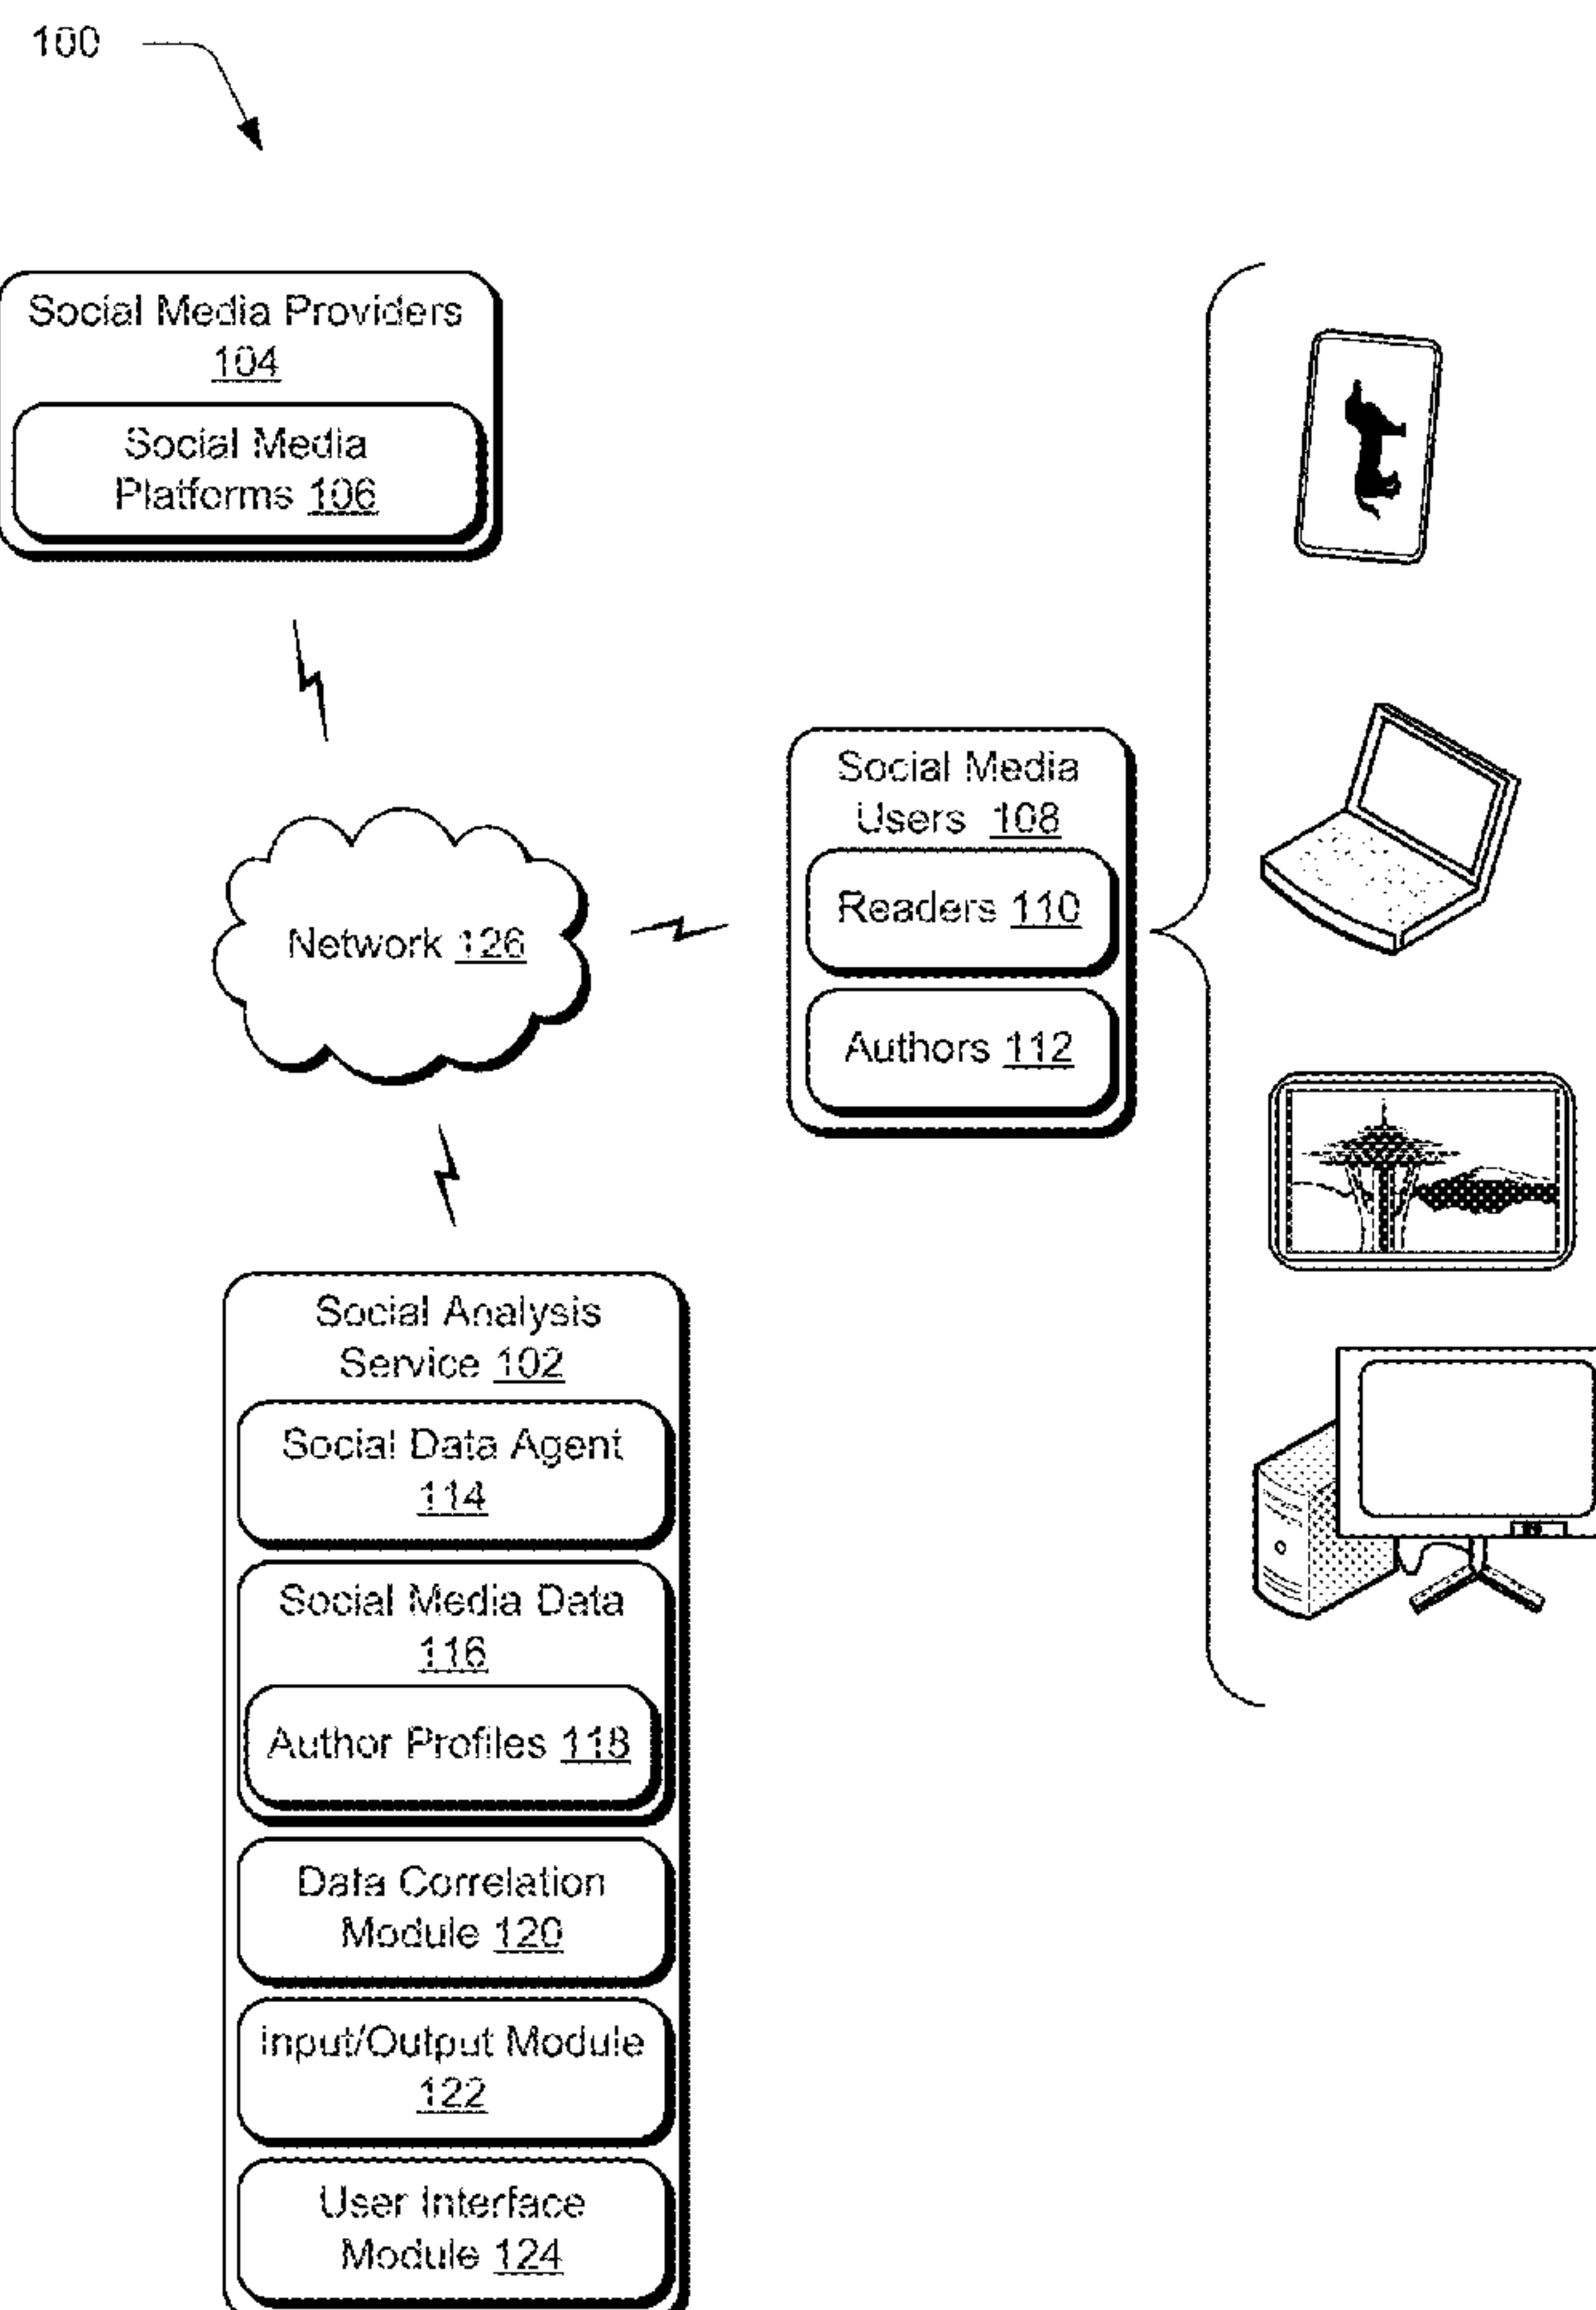 100
Social Media Providers
104
Social Media
Platforms 106
Social Media
Users 108
Readers 110
Authors 112
Network 126
Social Analysis
Service 102
Social Data Agent
114
Social Media Data
116
Author Profiles 118
Data Correlation
Module 120
Input/Output Module
122
User Interface
Module 124